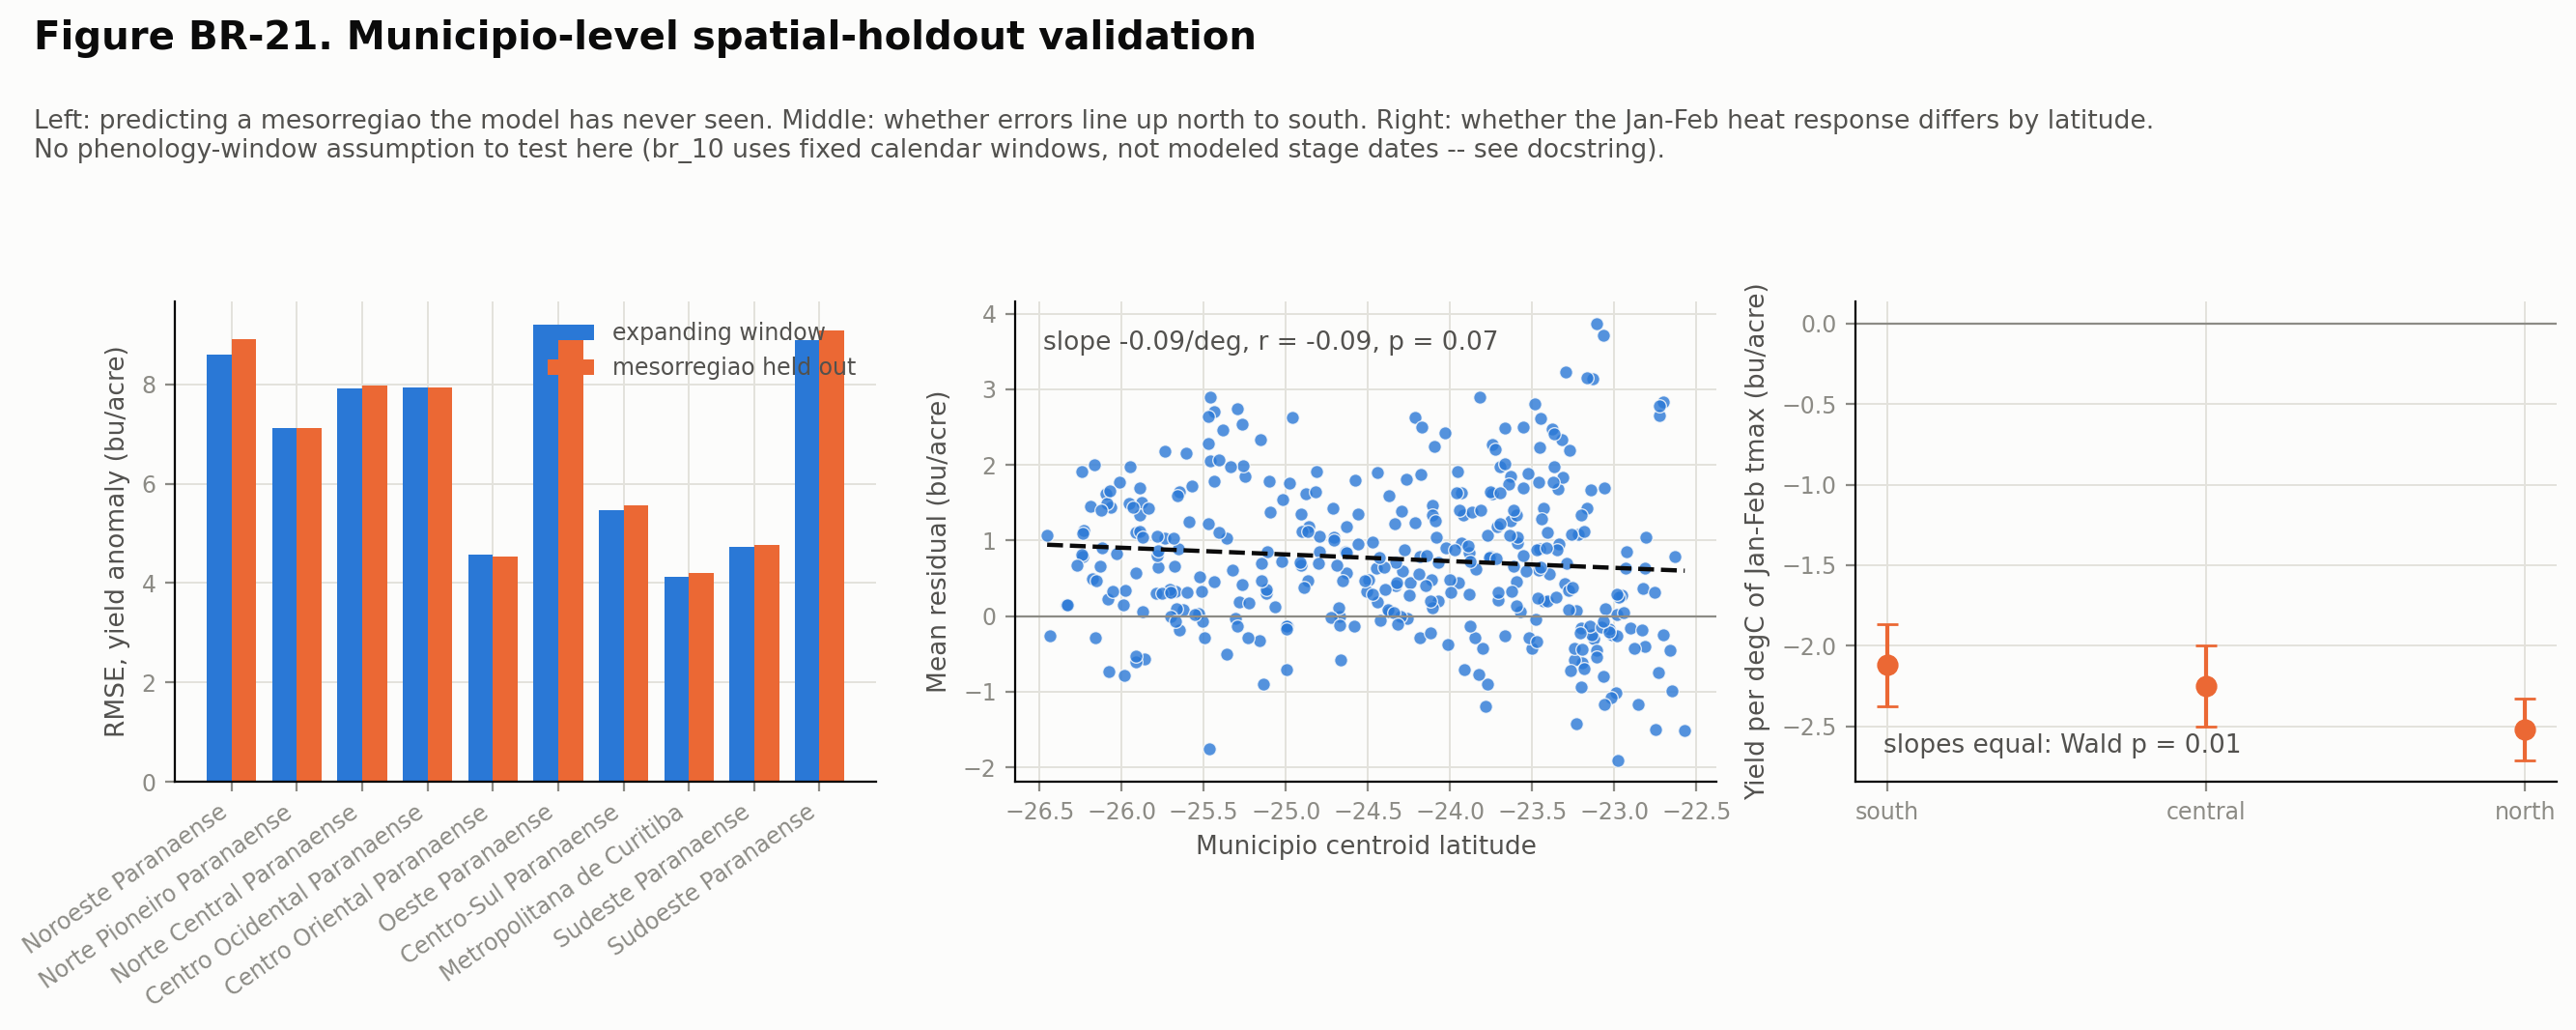 Figure BR-21. Municipio-level spatial-holdout validation
Left: predicting a mesorregiao the model has never seen. Middle: whether errors line up north to south. Right: whether the Jan-Feb heat response differs by latitude.
No phenology-window assumption to test here (br_10 uses fixed calendar windows, not modeled stage dates -- see docstring).
RMSE, yield anomaly (bu/acre)
8
6
4
2
0
expanding window
mesorregiao held out
Noroeste Paranaense
Norte Pioneiro Paranaense
Norte Central Paranaense
Centro Ocidental Paranaense
Centro Oriental Paranaense
Oeste Paranaense
Centro-Sul Paranaense
Metropolitana de Curitiba
Sudeste Paranaense
Sudoeste Paranaense
Mean residual (bu/acre)
4
3
2
1
0
−1
−2
slope -0.09/deg, r = -0.09, p = 0.07
−26.5 −26.0 −25.5 −25.0 −24.5 −24.0 −23.5 −23.0 −22.5
Municipio centroid latitude
Yield per degC of Jan-Feb tmax (bu/acre)
0.0
−0.5
−1.0
−1.5
−2.0
−2.5
slopes equal: Wald p = 0.01
south central north